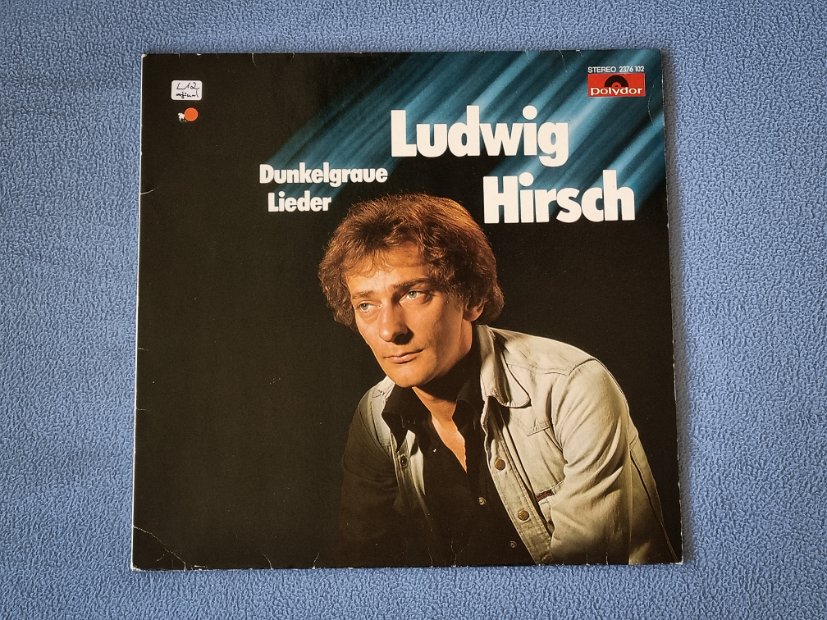 STEREO 2376 102
polydor
Ludwig
Hirsch
Dunkelgraue
Lieder